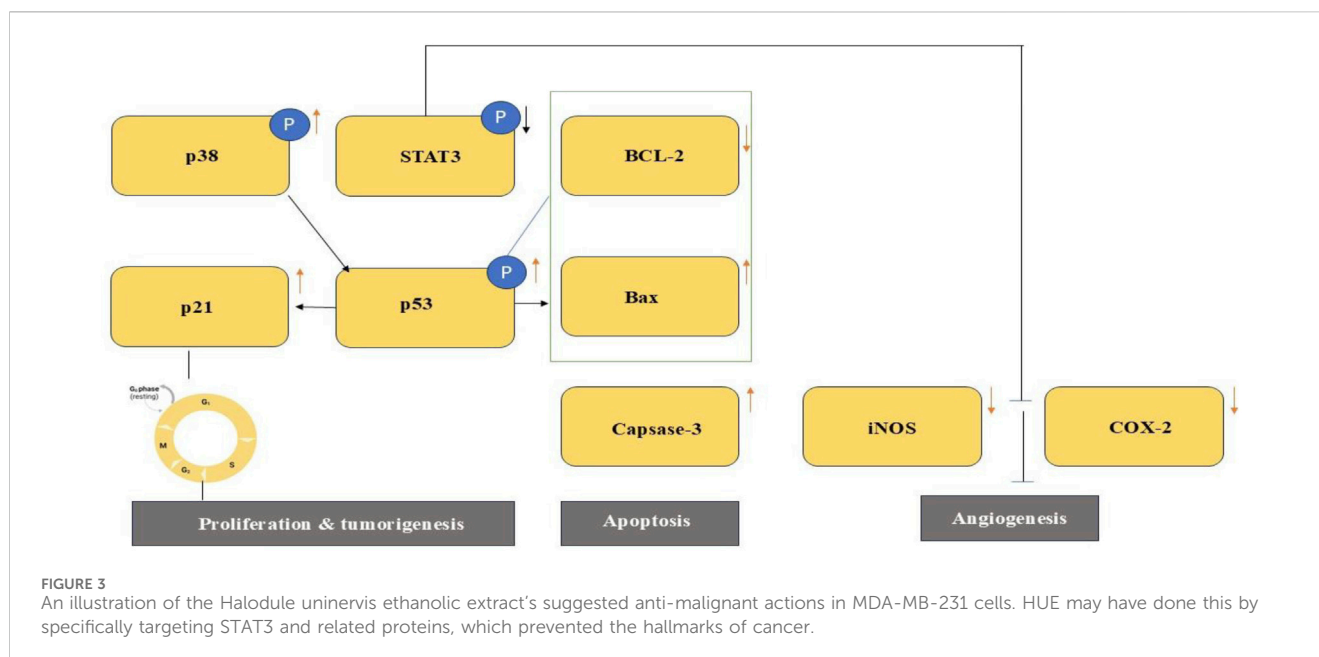 P
P
p38
STAT3
BCL-2
P
p21
p53
Bax
G₀ phase
(resting)
G₁
M
S
G₂
Capsase-3
iNOS
COX-2
Proliferation & tumorigenesis
Apoptosis
Angiogenesis
FIGURE 3
An illustration of the Halodule uninervis ethanolic extract's suggested anti-malignant actions in MDA-MB-231 cells. HUE may have done this by
specifically targeting STAT3 and related proteins, which prevented the hallmarks of cancer.